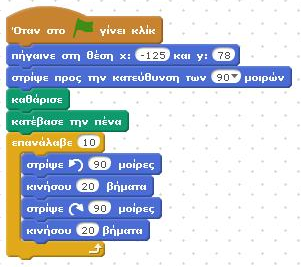 Όταν στο γίνει κλίκ
πήγαινε στη θέση x: -125 και y: 78
στρίψε προς την κατεύθυνση των 90 μοιρών
καθάρισε
κατέβασε την πένα
επανάλαβε 10
στρίψε 90 μοίρες
κινήσου 20 βήματα
στρίψε 90 μοίρες
κινήσου 20 βήματα